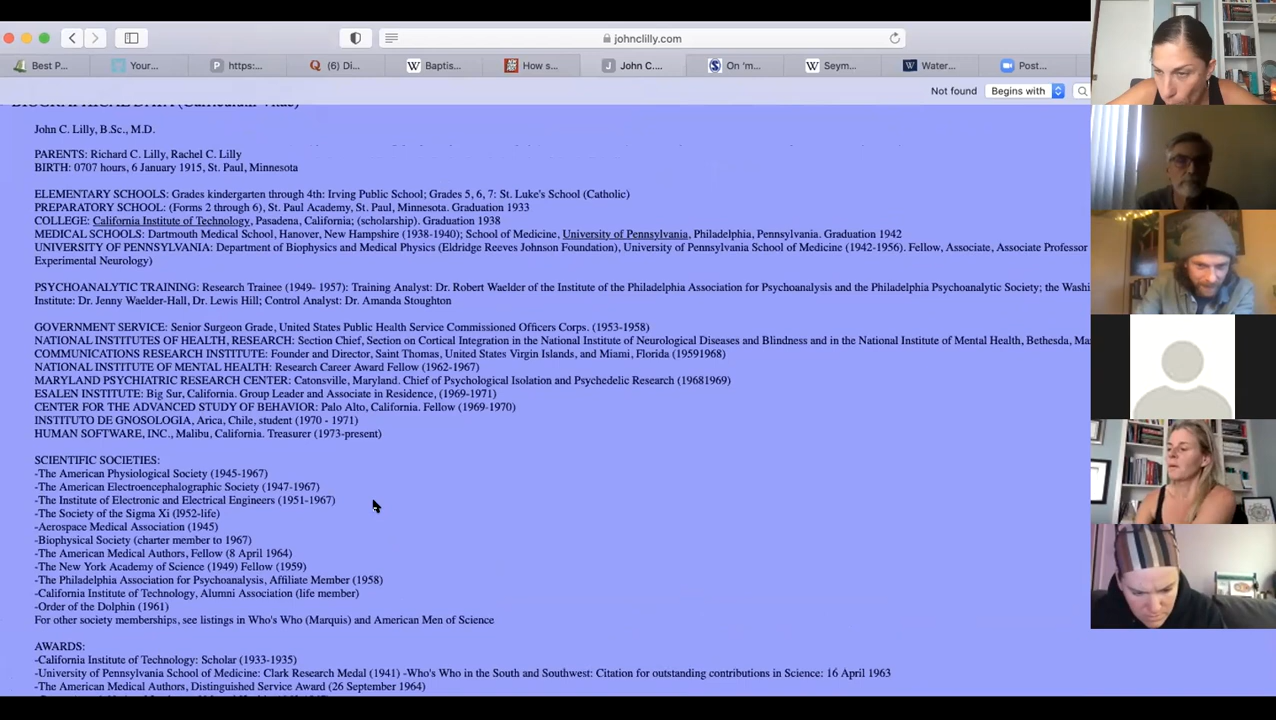 johnclilly.com
Best P... Your... https:... (6) Di... Baptis... How s... John C.... On 'm... Seym... Water... Post...
Not found Begins with
BIOGRAPHICAL DATA (Curriculum Vitae)
John C. Lilly, B.Sc., M.D.
PARENTS: Richard C. Lilly, Rachel C. Lilly
BIRTH: 0707 hours, 6 January 1915, St. Paul, Minnesota
ELEMENTARY SCHOOLS: Grades kindergarten through 4th: Irving Public School; Grades 5, 6, 7: St. Luke's School (Catholic)
PREPARATORY SCHOOL: (Forms 2 through 6), St. Paul Academy, St. Paul, Minnesota. Graduation 1933
COLLEGE: California Institute of Technology, Pasadena, California; (scholarship). Graduation 1938
MEDICAL SCHOOLS: Dartmouth Medical School, Hanover, New Hampshire (1938-1940); School of Medicine, University of Pennsylvania, Philadelphia, Pennsylvania. Graduation 1942
UNIVERSITY OF PENNSYLVANIA: Department of Biophysics and Medical Physics (Eldridge Reeves Johnson Foundation), University of Pennsylvania School of Medicine (1942-1956). Fellow, Associate, Associate Professor
Experimental Neurology)
PSYCHOANALYTIC TRAINING: Research Trainee (1949- 1957): Training Analyst: Dr. Robert Waelder of the Institute of the Philadelphia Association for Psychoanalysis and the Philadelphia Psychoanalytic Society; the Washi
Institute: Dr. Jenny Waelder-Hall, Dr. Lewis Hill; Control Analyst: Dr. Amanda Stoughton
GOVERNMENT SERVICE: Senior Surgeon Grade, United States Public Health Service Commissioned Officers Corps. (1953-1958)
NATIONAL INSTITUTES OF HEALTH, RESEARCH: Section Chief, Section on Cortical Integration in the National Institute of Neurological Diseases and Blindness and in the National Institute of Mental Health, Bethesda, Ma
COMMUNICATIONS RESEARCH INSTITUTE: Founder and Director, Saint Thomas, United States Virgin Islands, and Miami, Florida (19591968)
NATIONAL INSTITUTE OF MENTAL HEALTH: Research Career Award Fellow (1962-1967)
MARYLAND PSYCHIATRIC RESEARCH CENTER: Catonsville, Maryland. Chief of Psychological Isolation and Psychedelic Research (19681969)
ESALEN INSTITUTE: Big Sur, California. Group Leader and Associate in Residence, (1969-1971)
CENTER FOR THE ADVANCED STUDY OF BEHAVIOR: Palo Alto, California. Fellow (1969-1970)
INSTITUTO DE GNOSOLOGIA, Arica, Chile, student (1970 - 1971)
HUMAN SOFTWARE, INC., Malibu, California. Treasurer (1973-present)
SCIENTIFIC SOCIETIES:
-The American Physiological Society (1945-1967)
-The American Electroencephalographic Society (1947-1967)
-The Institute of Electronic and Electrical Engineers (1951-1967)
-The Society of the Sigma Xi (l952-life)
-Aerospace Medical Association (1945)
-Biophysical Society (charter member to 1967)
-The American Medical Authors, Fellow (8 April 1964)
-The New York Academy of Science (1949) Fellow (1959)
-The Philadelphia Association for Psychoanalysis, Affiliate Member (1958)
-California Institute of Technology, Alumni Association (life member)
-Order of the Dolphin (1961)
For other society memberships, see listings in Who's Who (Marquis) and American Men of Science
AWARDS:
-California Institute of Technology: Scholar (1933-1935)
-University of Pennsylvania School of Medicine: Clark Research Medal (1941) -Who's Who in the South and Southwest: Citation for outstanding contributions in Science: 16 April 1963
-The American Medical Authors, Distinguished Service Award (26 September 1964)